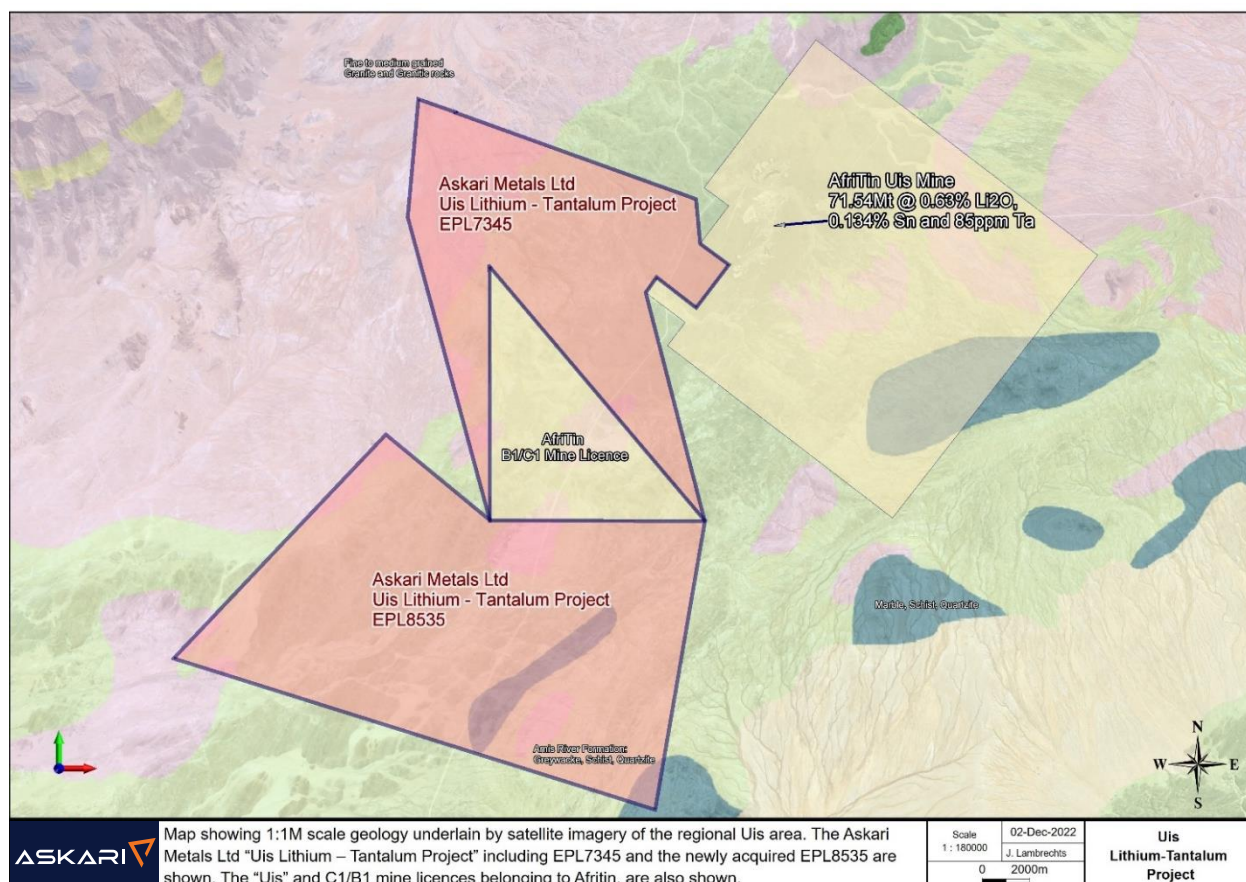 Fine to medium grained
Granite and Granitic rocks
Askari Metals Ltd
Uis Lithium - Tantalum Project
EPL7345
AfriTin Uis Mine
71.54Mt @ 0.63% Li2O,
0.134% Sn and 85ppm Ta
AfriTin
B1/C1 Mine Licence
Askari Metals Ltd
Uis Lithium - Tantalum Project
EPL8535
Marble, Schist, Quartzite
Amis River Formation:
Greywacke, Schist, Quartzite
N
W E
S
ASKARI
Map showing 1:1M scale geology underlain by satellite imagery of the regional Uis area. The Askari
Metals Ltd “Uis Lithium – Tantalum Project” including EPL7345 and the newly acquired EPL8535 are
shown. The “Uis” and C1/B1 mine licences belonging to Afritin, are also shown.
Scale
1 : 180000
02-Dec-2022
J. Lambrechts
0 2000m
Uis
Lithium-Tantalum
Project